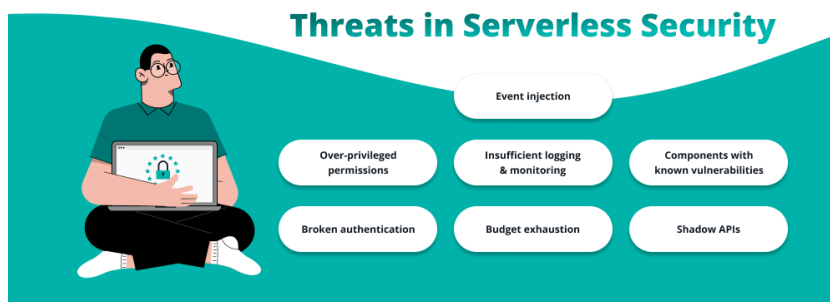 Threats in Serverless Security
Event injection
Over-privileged
permissions
Insufficient logging
& monitoring
Components with
known vulnerabilities
Broken authentication
Budget exhaustion
Shadow APIs